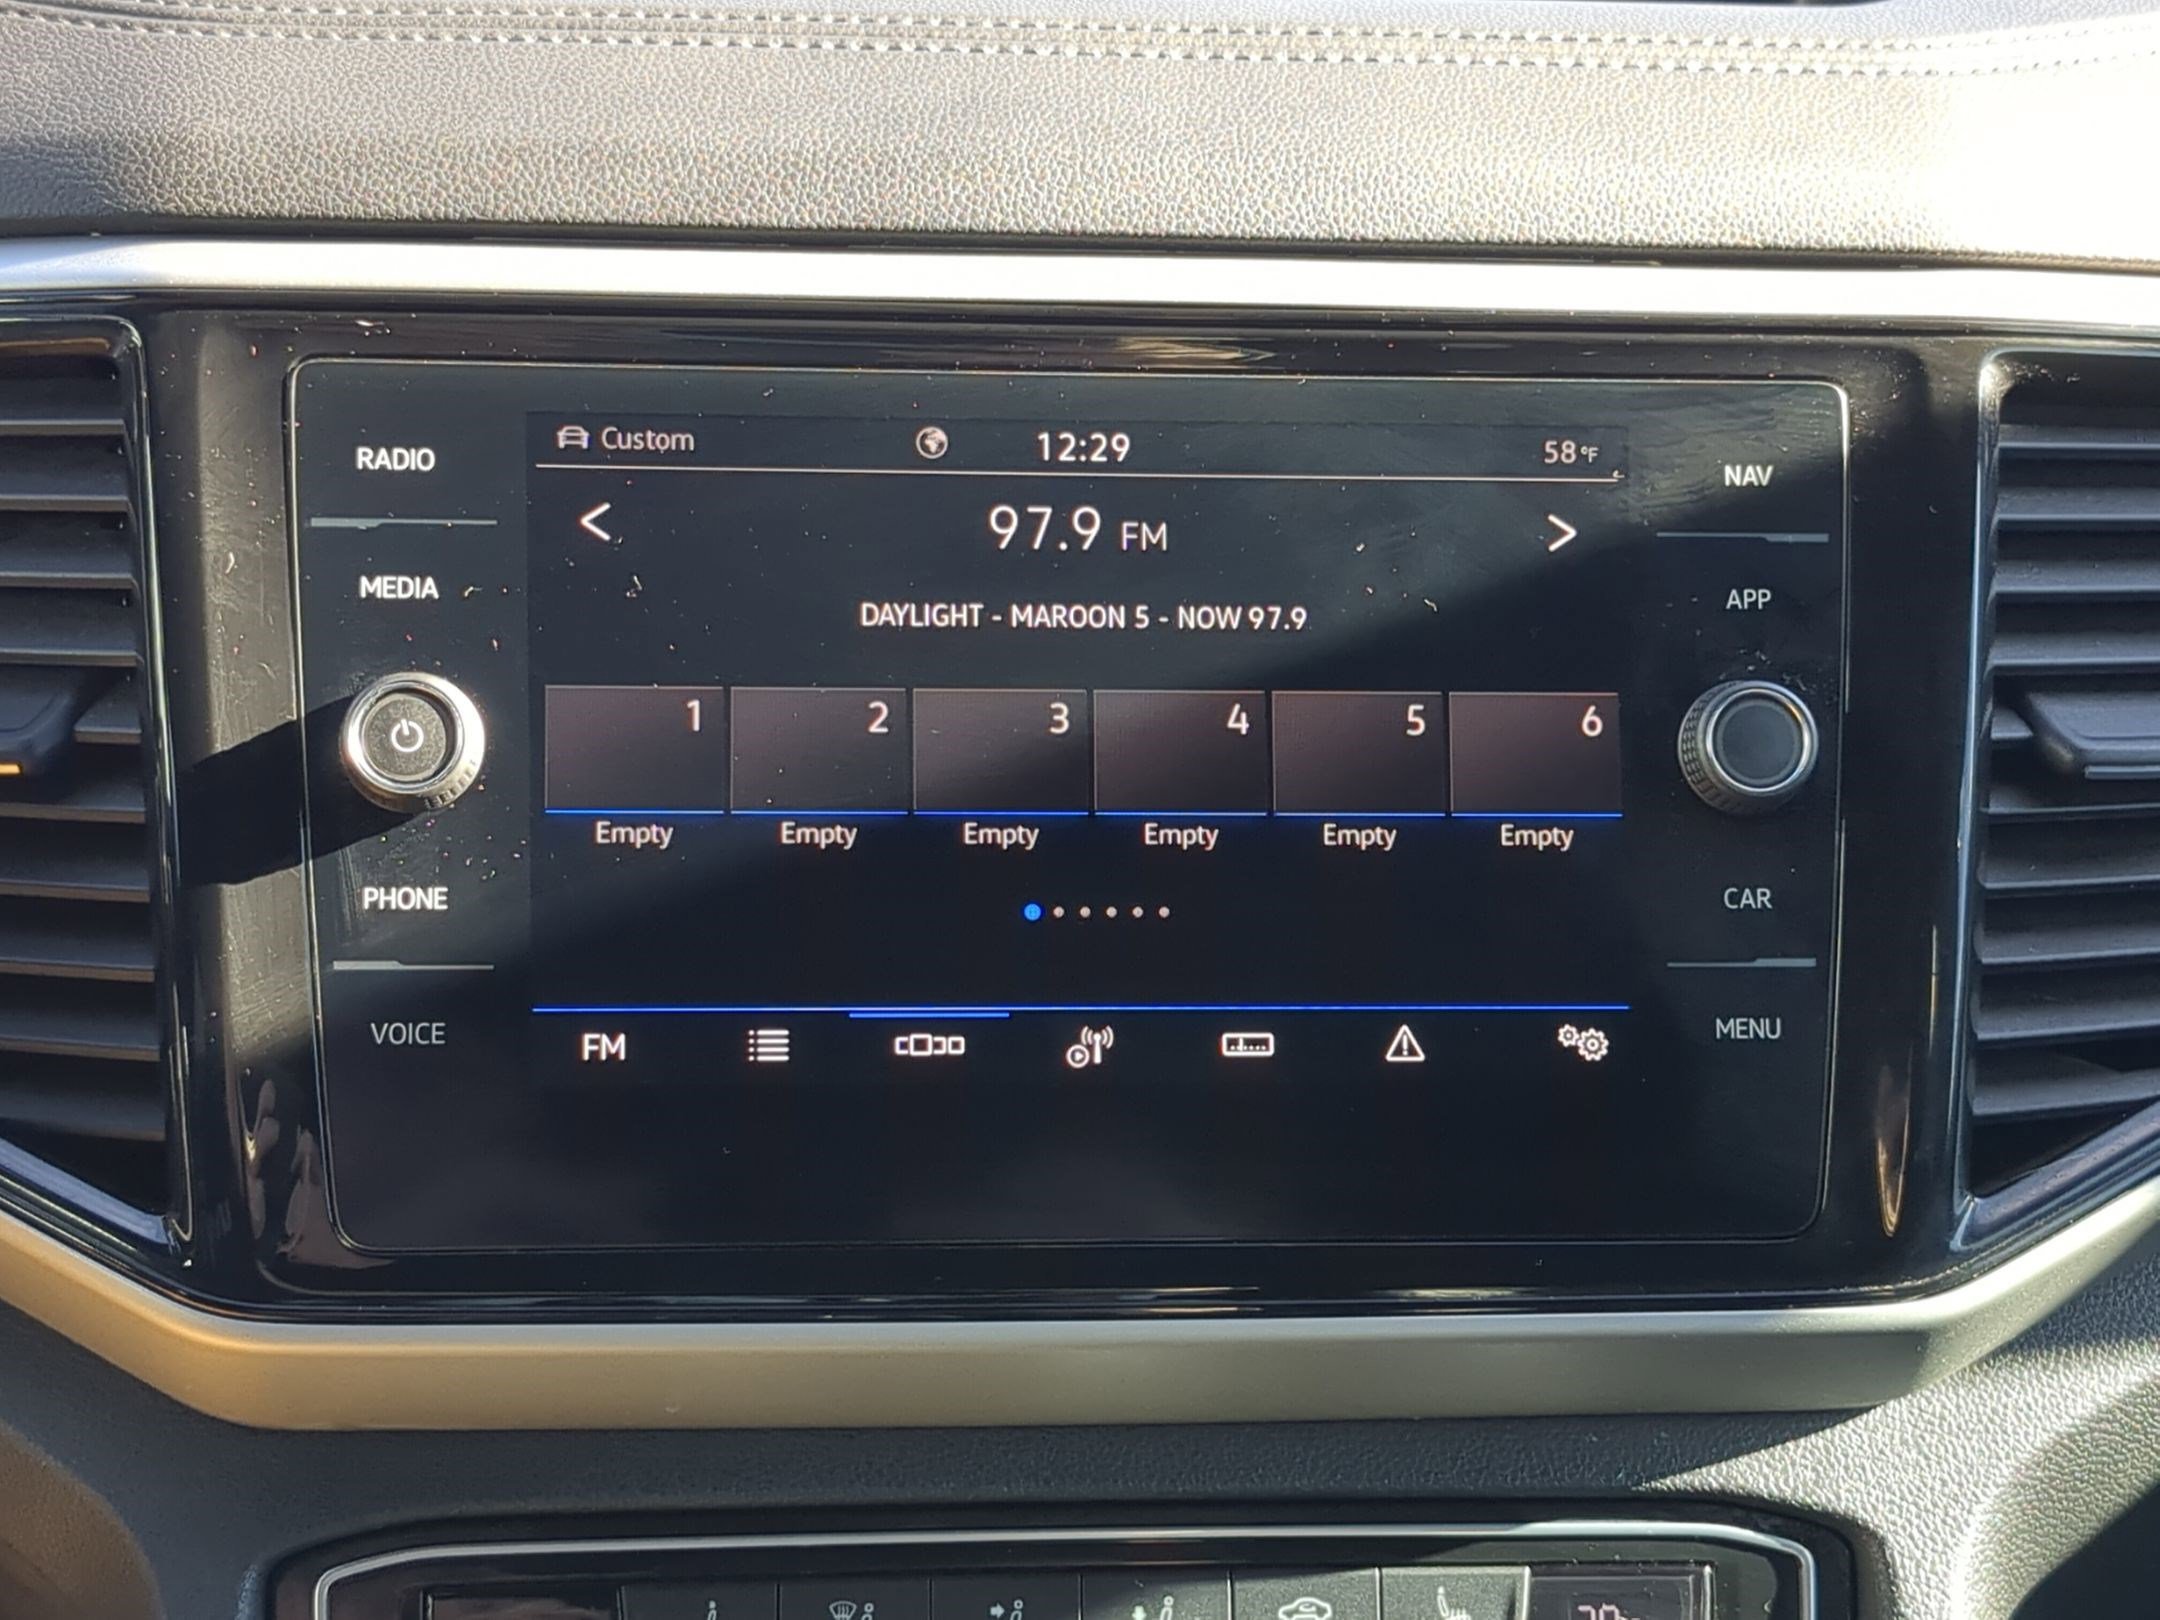 RADIO
MEDIA
PHONE
VOICE
Custom 12:29 58°F
< 97.9 FM >
DAYLIGHT - MAROON 5 - NOW 97.9
1 2 3 4 5 6
Empty Empty Empty Empty Empty Empty
FM
NAV
APP
CAR
MENU